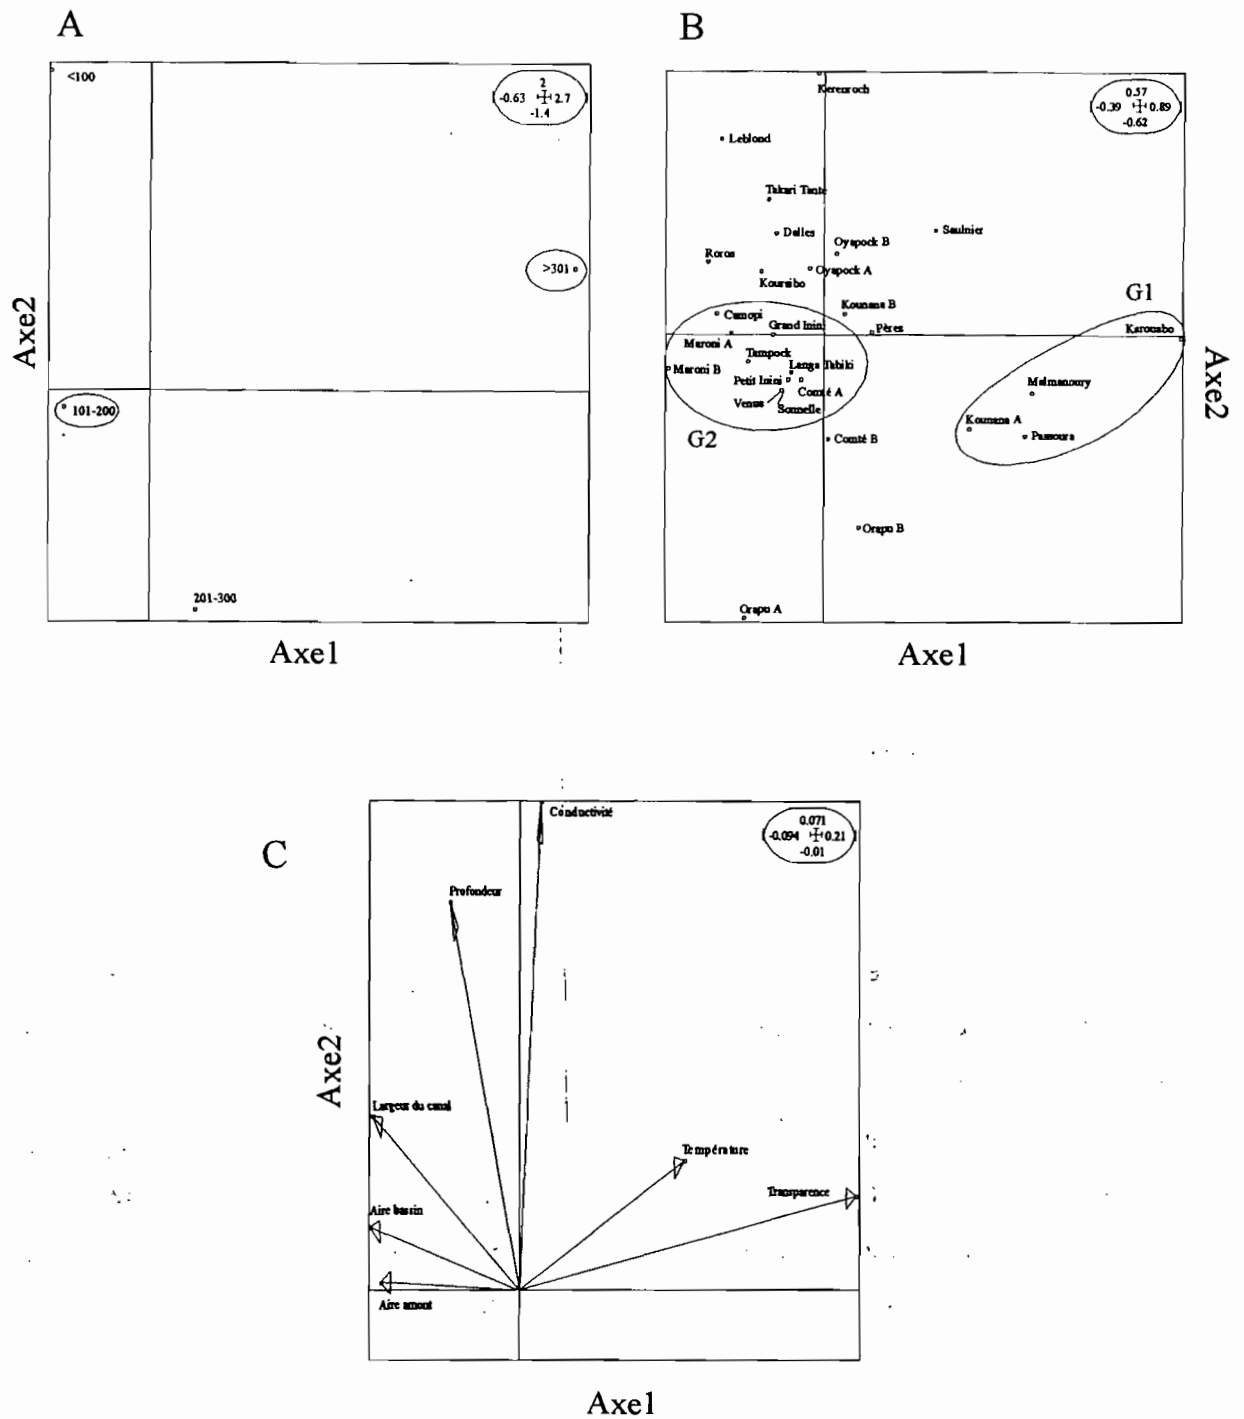 A
<100
2
-0.63 2.7
-1.4
>301
101-200
201-300
Axe2
Axe1
B
Kerenroch
0.57
-0.39 0.89
-0.62
Leblond
Takari Tante
Dalles
Saulnier
Oyapock B
Roros
Oyapock A
Kouraibo
Kounana B
G1
Camopi
Grand Inini
Pères
Karouabo
Maroni A
Tampock
Langa Tabiki
Maroni B
Petit Inini
Malmanoury
Comté A
Venus
Sonnelle
Kounana A
G2
Comté B
Passoura
Orapu B
Orapu A
Axe2
Axe1
C
Conductivité
0.071
-0.094 0.21
-0.01
Profondeur
Largeur du canal
Température
Transparence
Aire bassin
Aire amont
Axe2
Axe1